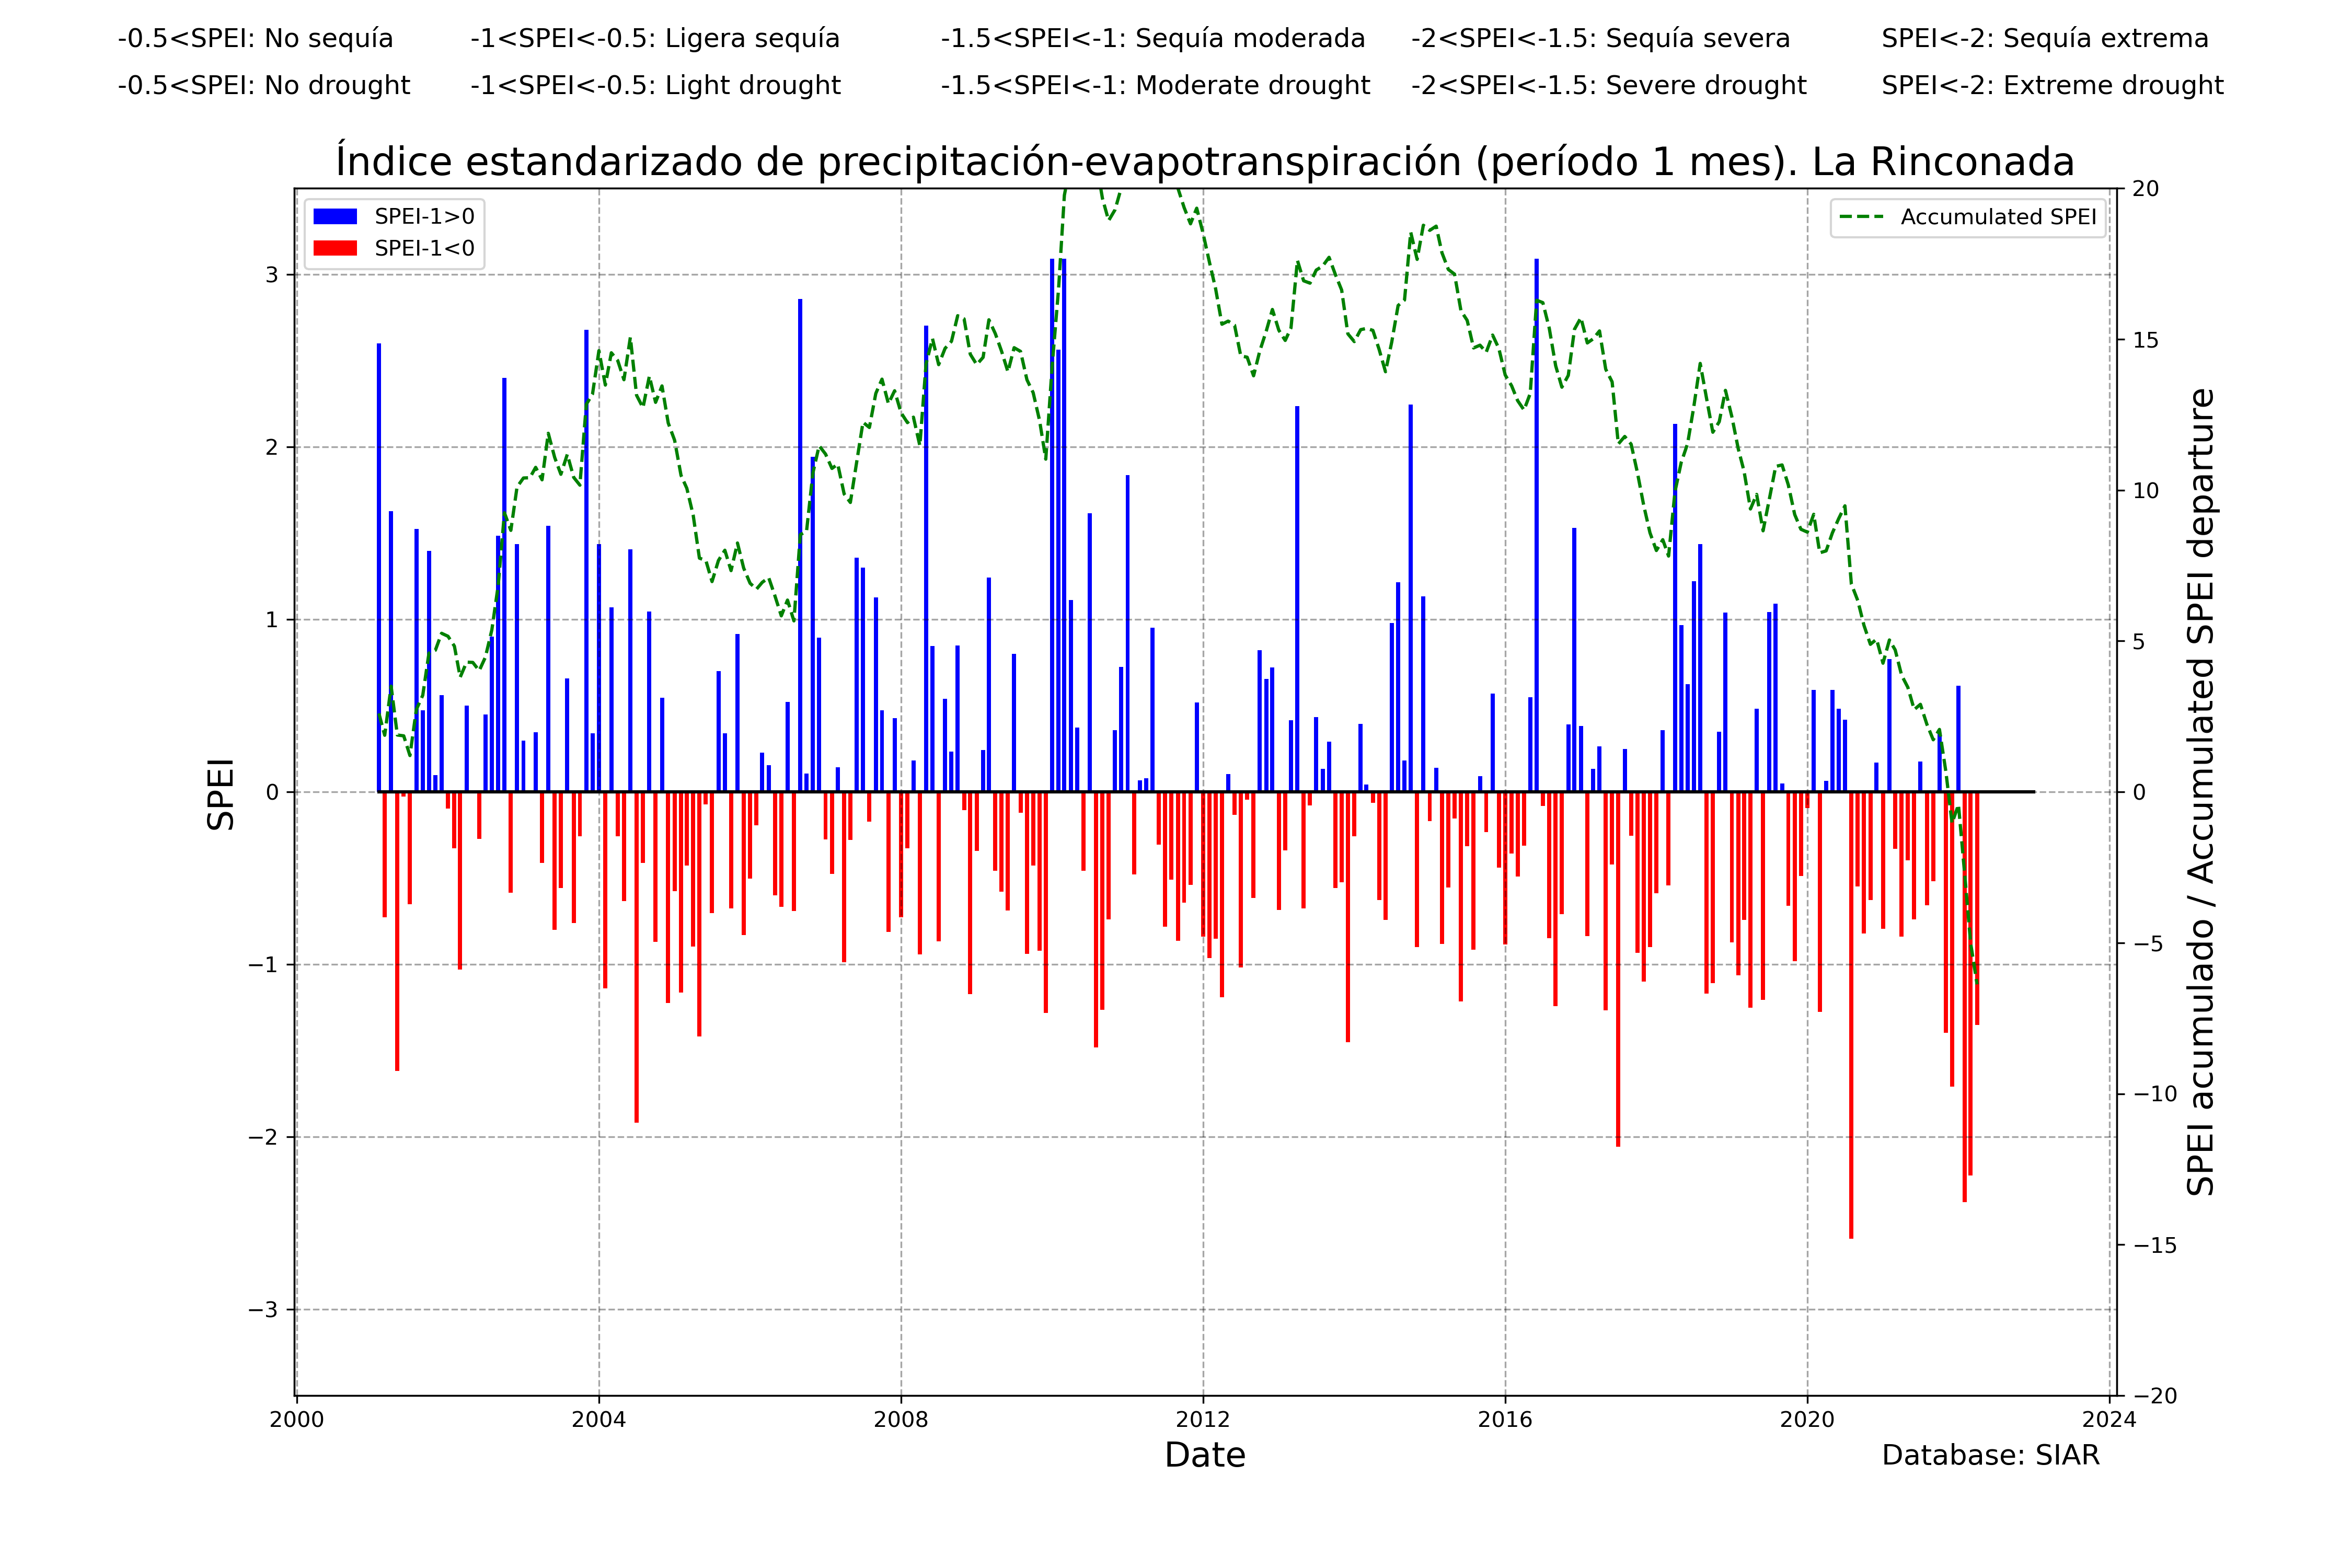 -0.5<SPEI: No sequía -1<SPEI<-0.5: Ligera sequía -1.5<SPEI<-1: Sequía moderada -2<SPEI<-1.5: Sequía severa SPEI<-2: Sequía extrema
-0.5<SPEI: No drought -1<SPEI<-0.5: Light drought -1.5<SPEI<-1: Moderate drought -2<SPEI<-1.5: Severe drought SPEI<-2: Extreme drought
Índice estandarizado de precipitación-evapotranspiración (período 1 mes). La Rinconada
SPEI-1>0
SPEI-1<0
Accumulated SPEI
SPEI
3
2
1
0
−1
−2
−3
20
15
10
5
0
−5
−10
−15
−20
SPEI acumulado / Accumulated SPEI departure
2000 2004 2008 2012 2016 2020 2024
Date
Database: SIAR